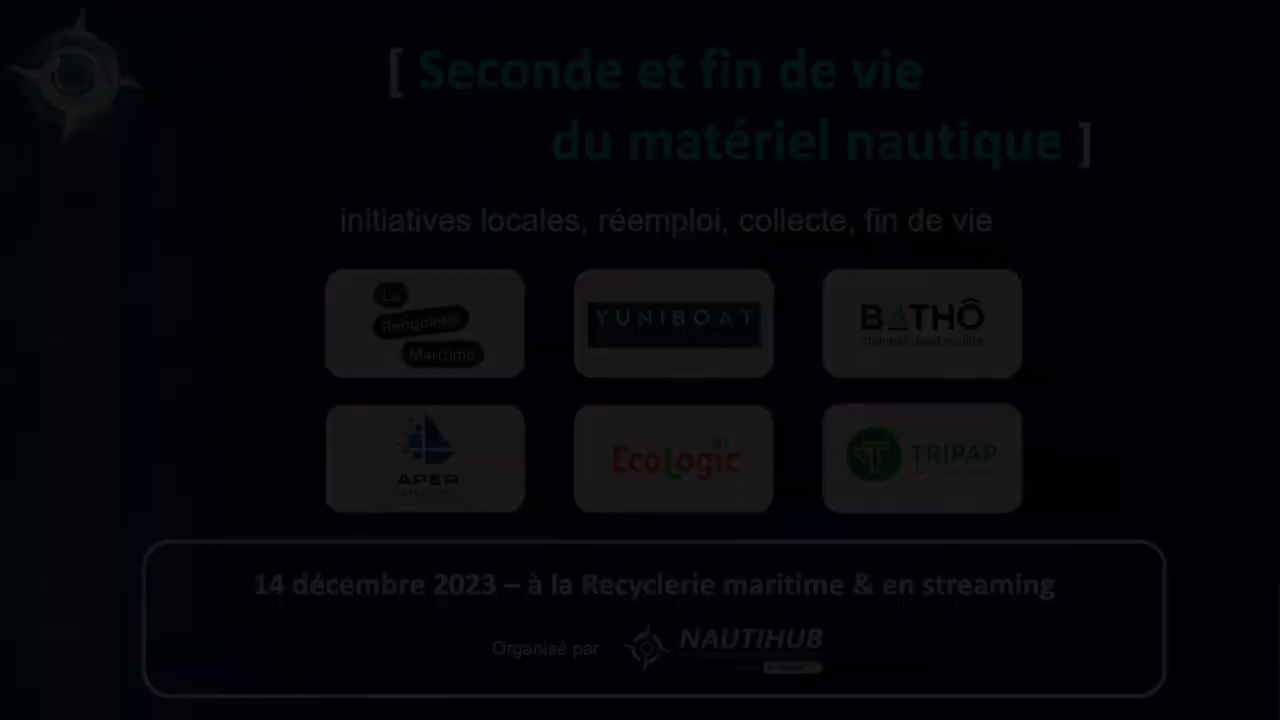 [ Seconde et fin de vie
du matériel nautique ]
initiatives locales, réemploi, collecte, fin de vie
La
Recyclerie
Maritime
YUNIBOAT
BATHÔ
APER
EcoLogic
TRIPAP
14 décembre 2023 – à la Recyclerie maritime & en streaming
Organisé par
NAUTIHUB